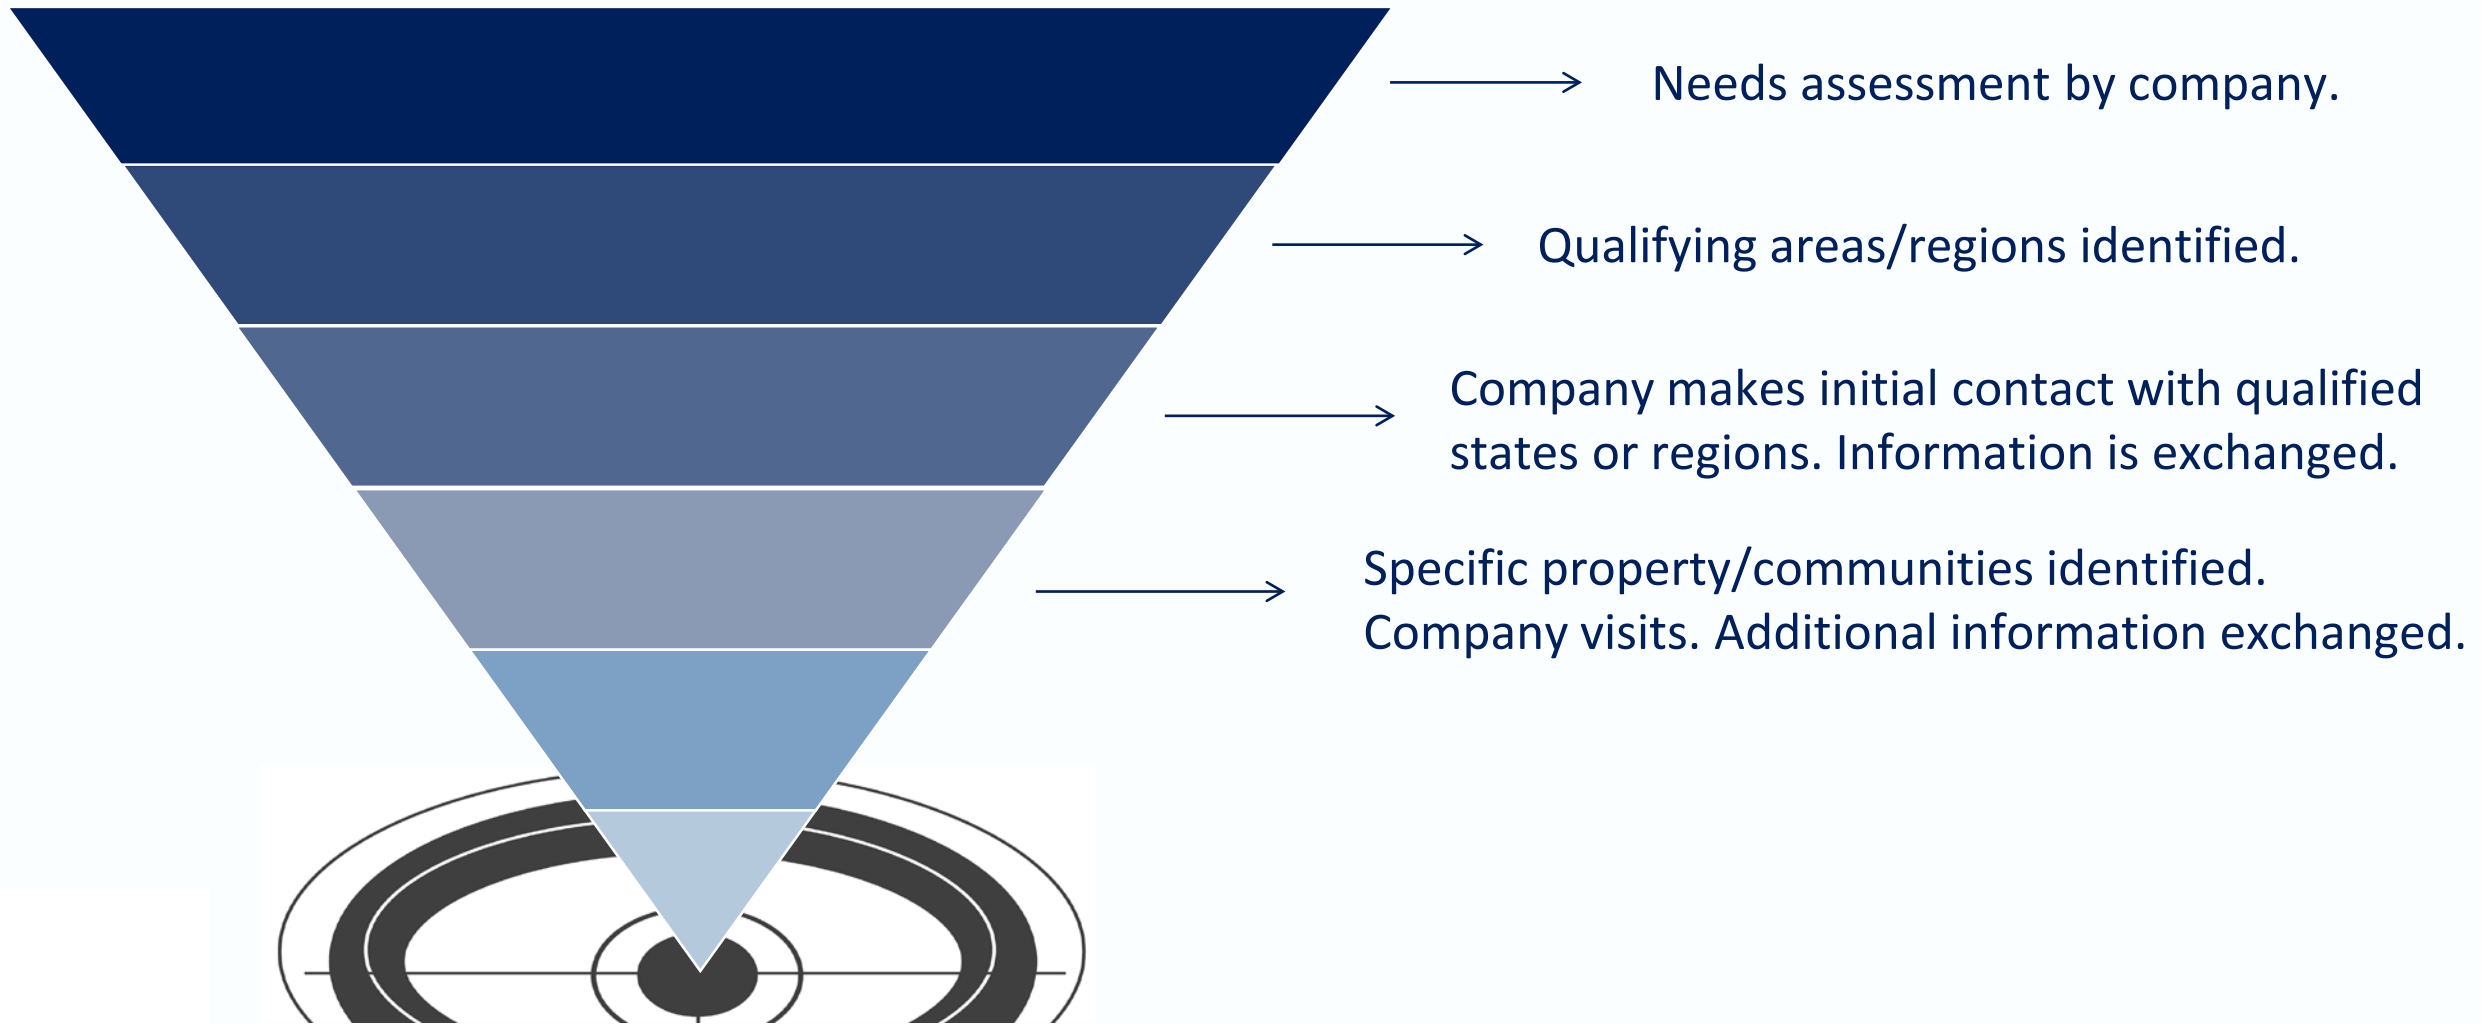 Needs assessment by company.
Qualifying areas/regions identified.
Company makes initial contact with qualified
states or regions. Information is exchanged.
Specific property/communities identified.
Company visits. Additional information exchanged.